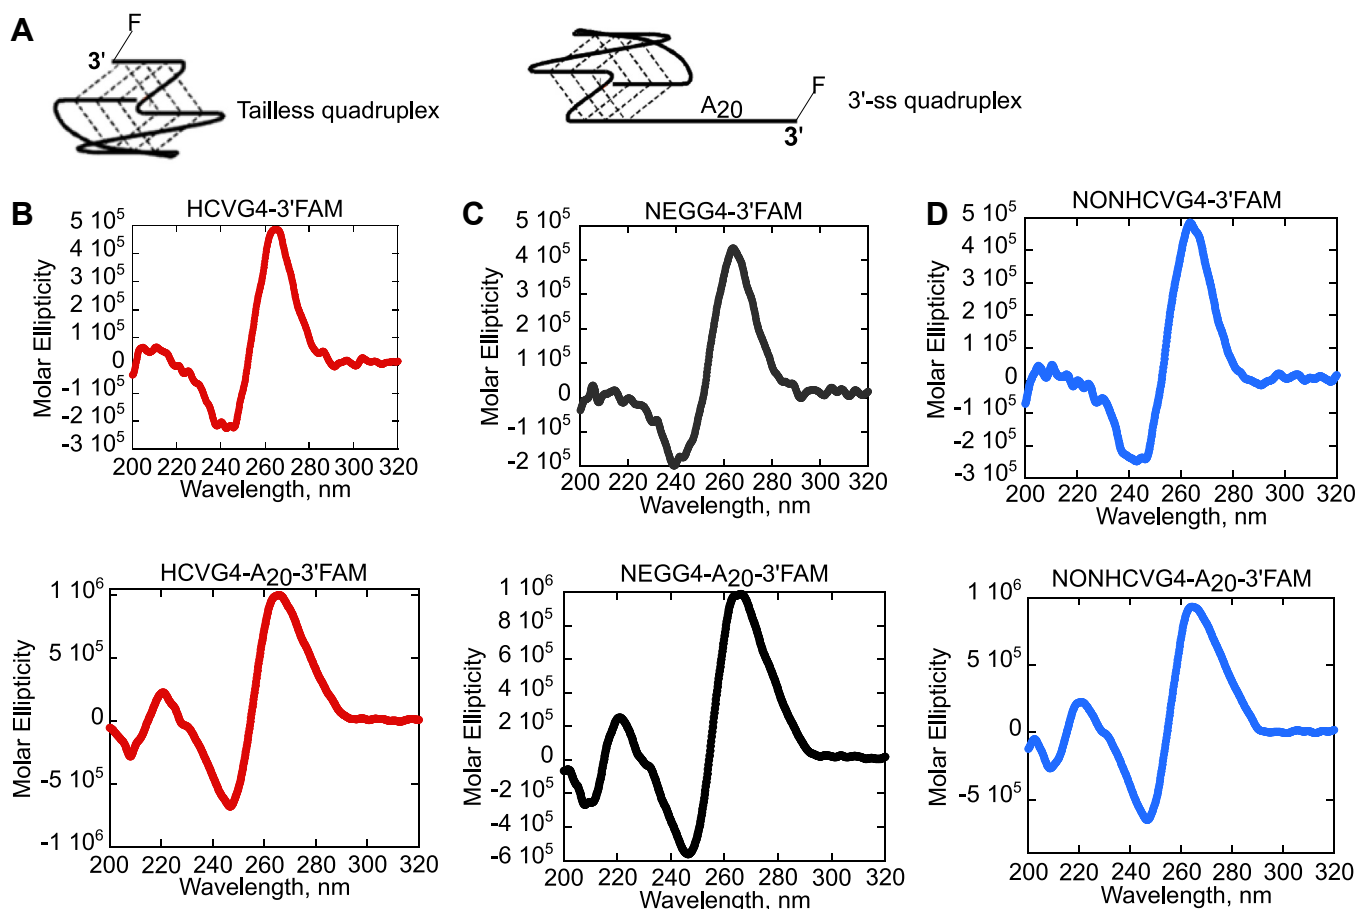 A
F
3'
Tailless quadruplex
A20
F
3'
3'-ss quadruplex
B
HCVG4-3'FAM
Molar Ellipticity
5 10^5
4 10^5
3 10^5
2 10^5
1 10^5
0
-1 10^5
-2 10^5
-3 10^5
200 220 240 260 280 300 320
Wavelength, nm
C
NEGG4-3'FAM
Molar Ellipticity
5 10^5
4 10^5
3 10^5
2 10^5
1 10^5
0
-1 10^5
-2 10^5
200 220 240 260 280 300 320
Wavelength, nm
D
NONHCVG4-3'FAM
Molar Ellipticity
5 10^5
4 10^5
3 10^5
2 10^5
1 10^5
0
-1 10^5
-2 10^5
-3 10^5
200 220 240 260 280 300 320
Wavelength, nm
HCVG4-A20-3'FAM
Molar Ellipticity
1 10^6
5 10^5
0
-5 10^5
-1 10^6
200 220 240 260 280 300 320
Wavelength, nm
NEGG4-A20-3'FAM
Molar Ellipticity
1 10^6
8 10^5
6 10^5
4 10^5
2 10^5
0
-2 10^5
-4 10^5
-6 10^5
200 220 240 260 280 300 320
Wavelength, nm
NONHCVG4-A20-3'FAM
Molar Ellipticity
1 10^6
5 10^5
0
-5 10^5
200 220 240 260 280 300 320
Wavelength, nm